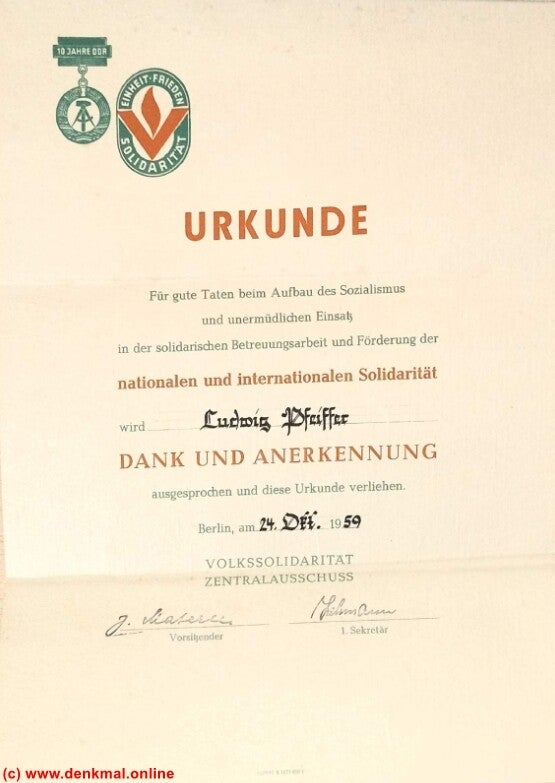 10 JAHRE DDR
EINHEIT · FRIEDEN
SOLIDARITÄT
URKUNDE
Für gute Taten beim Aufbau des Sozialismus
und unermüdlichen Einsatz
in der solidarischen Betreuungsarbeit und Förderung der
nationalen und internationalen Solidarität
wird Ludwig Pfeiffer
DANK UND ANERKENNUNG
ausgesprochen und diese Urkunde verliehen.
Berlin, am 24. Okt. 1959
VOLKSSOLIDARITÄT
ZENTRALAUSSCHUSS
Vorsitzender
1. Sekretär
(c) www.denkmal.online